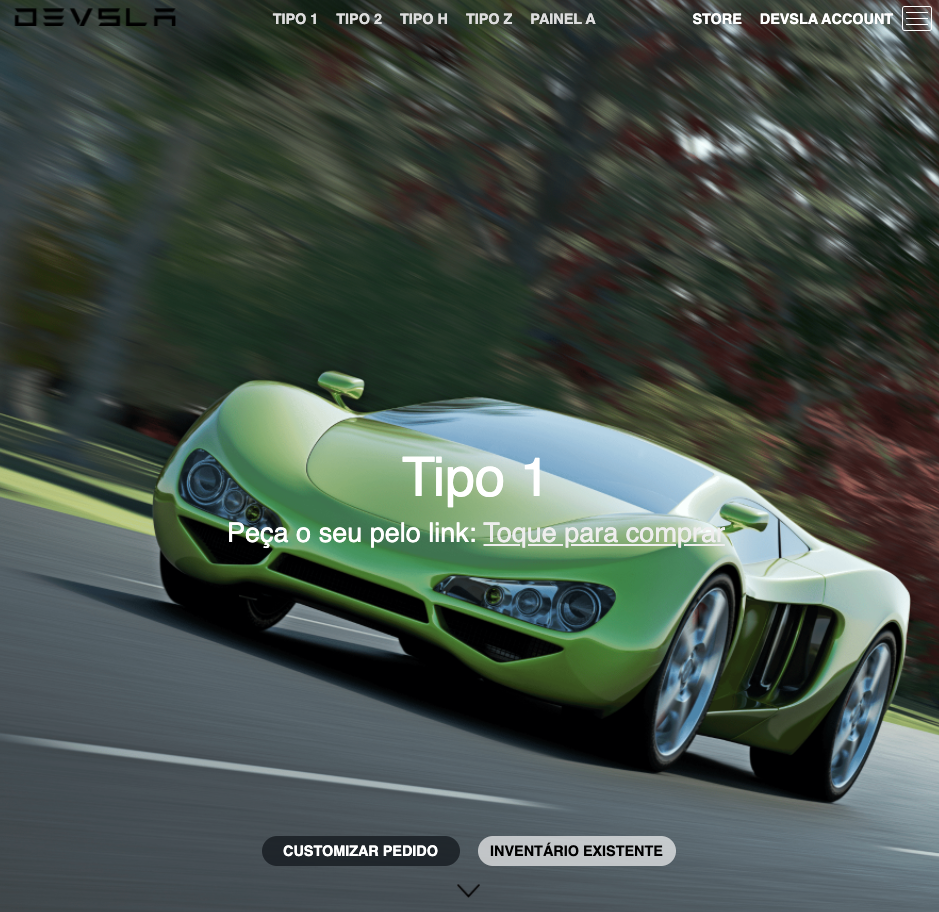 DEVSLA TIPO 1 TIPO 2 TIPO H TIPO Z PAINEL A STORE DEVSLA ACCOUNT
Tipo 1
Peça o seu pelo link: Toque para comprar
CUSTOMIZAR PEDIDO INVENTÁRIO EXISTENTE